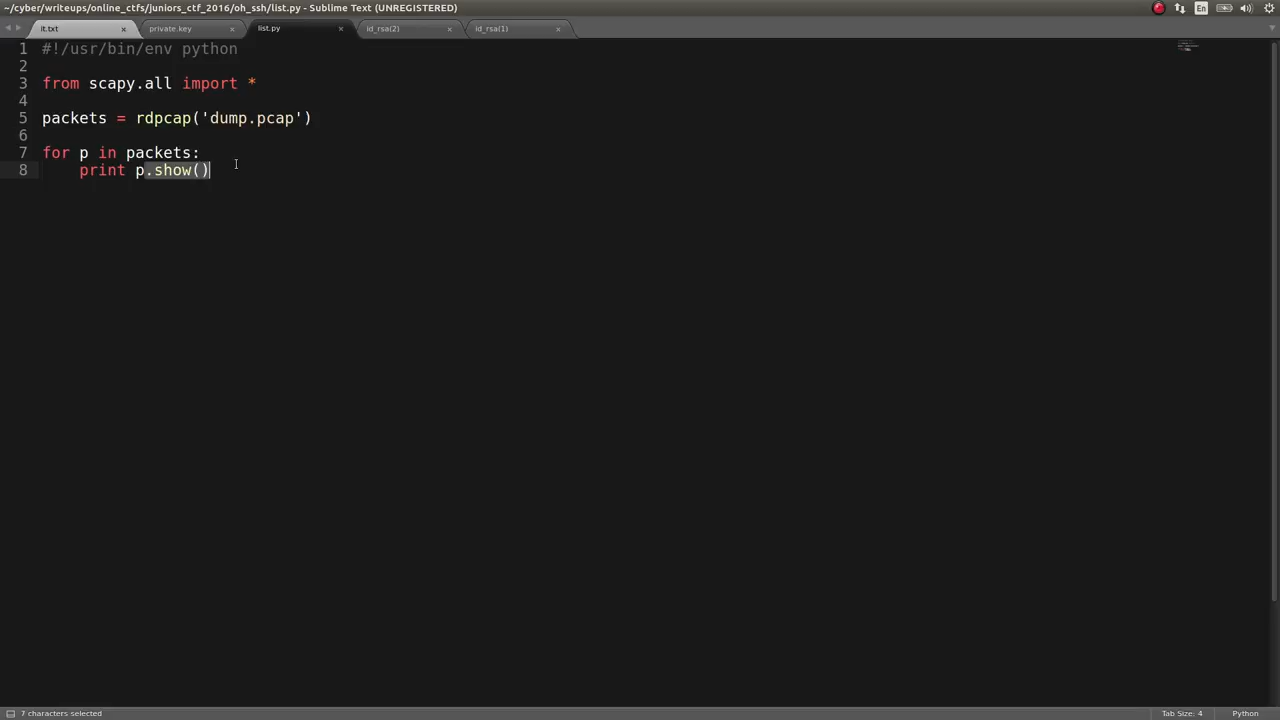 ~/cyber/writeups/online_ctfs/juniors_ctf_2016/oh_ssh/list.py - Sublime Text (UNREGISTERED)
En
it.txt × private.key × list.py × id_rsa(2) × id_rsa(1) ×
1 #!/usr/bin/env python
2
3 from scapy.all import *
4
5 packets = rdpcap('dump.pcap')
6
7 for p in packets:
8 print p.show()
7 characters selected
Tab Size: 4
Python